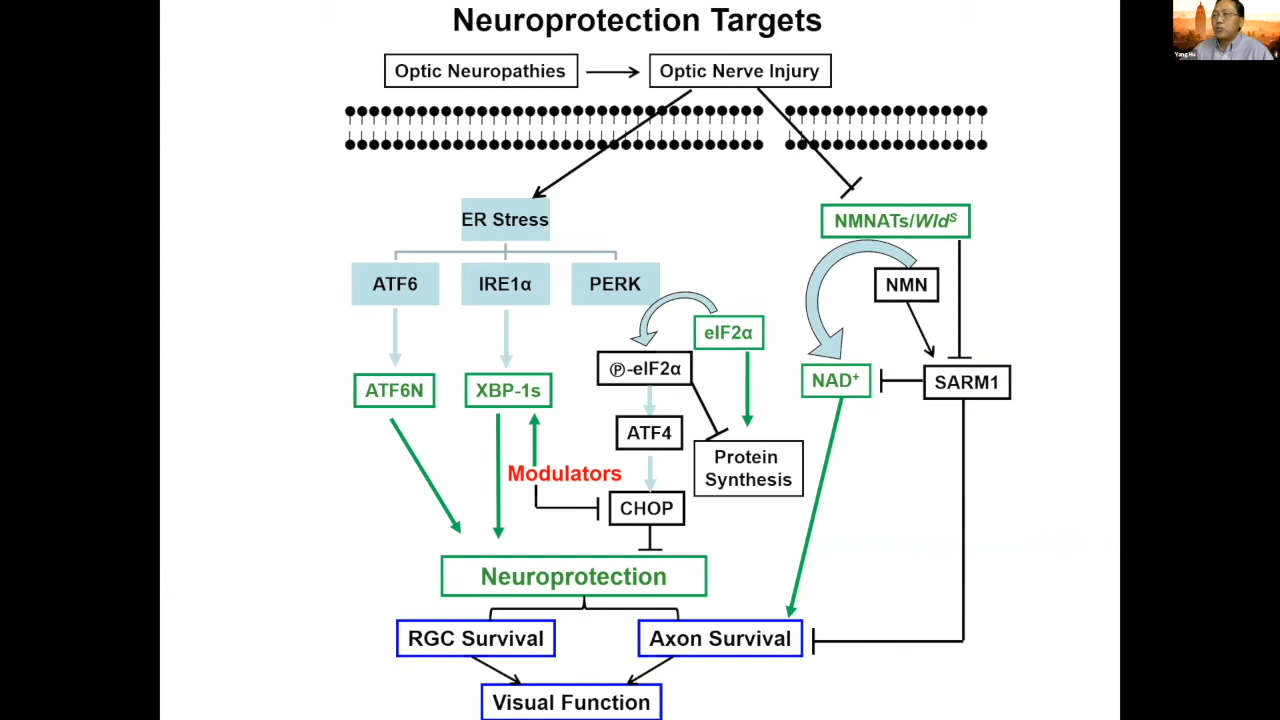 Neuroprotection Targets
Optic Neuropathies
Optic Nerve Injury
ER Stress
NMNATs/Wldˢ
ATF6
IRE1α
PERK
NMN
eIF2α
Ⓟ-eIF2α
NAD⁺
SARM1
ATF6N
XBP-1s
ATF4
Protein
Synthesis
Modulators
CHOP
Neuroprotection
RGC Survival
Axon Survival
Visual Function